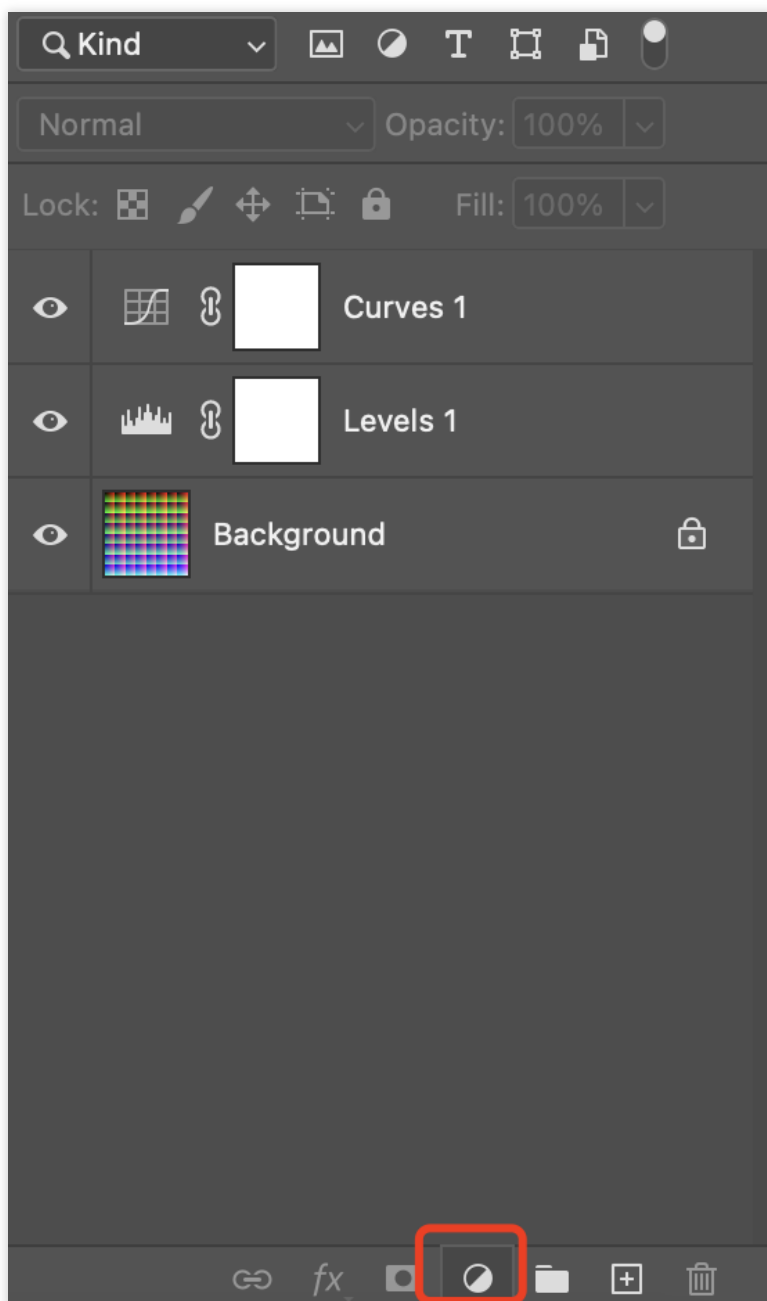 Kind
Normal Opacity: 100%
Lock: Fill: 100%
Curves 1
Levels 1
Background
fx